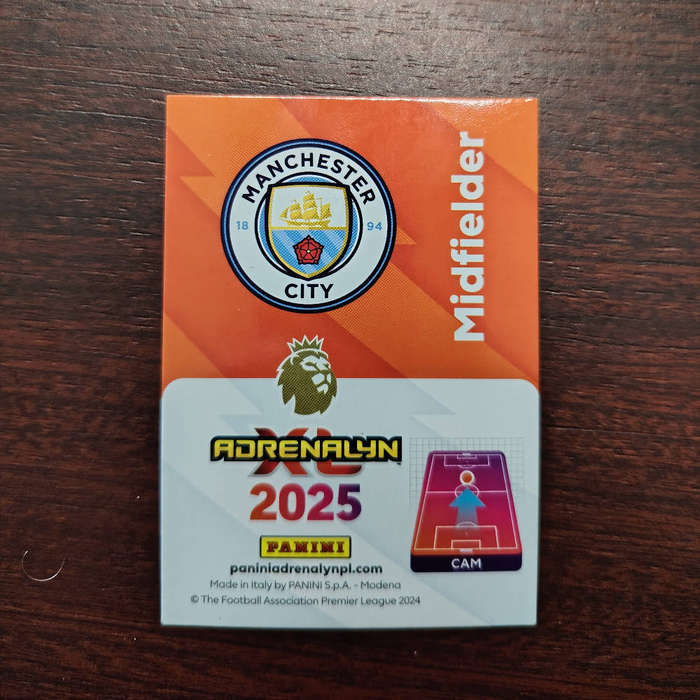 MANCHESTER
18 94
CITY
Midfielder
ADRENALYN
XL
2025
PANINI
paniniadrenalynpl.com
Made in Italy by PANINI S.p.A. - Modena
© The Football Association Premier League 2024
CAM